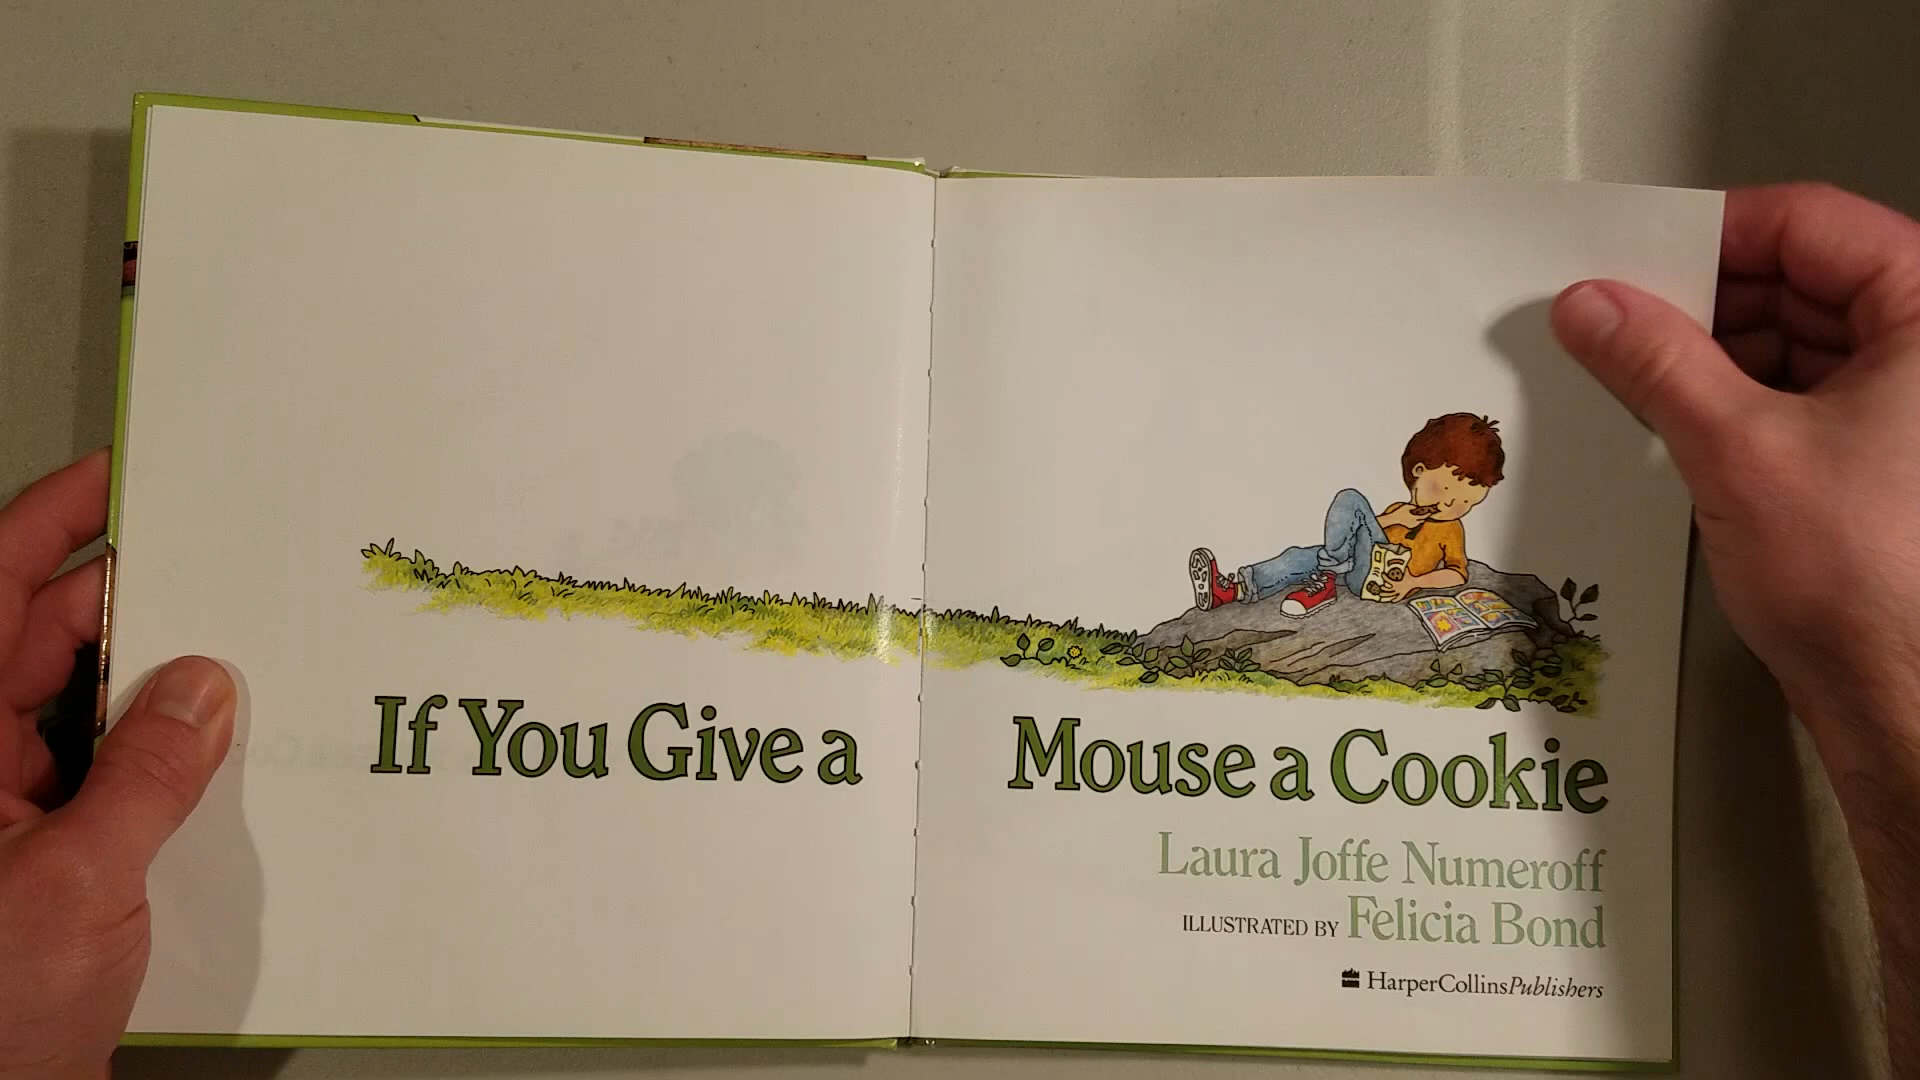 If You Give a Mouse a Cookie
Laura Joffe Numeroff
ILLUSTRATED BY Felicia Bond
HarperCollinsPublishers